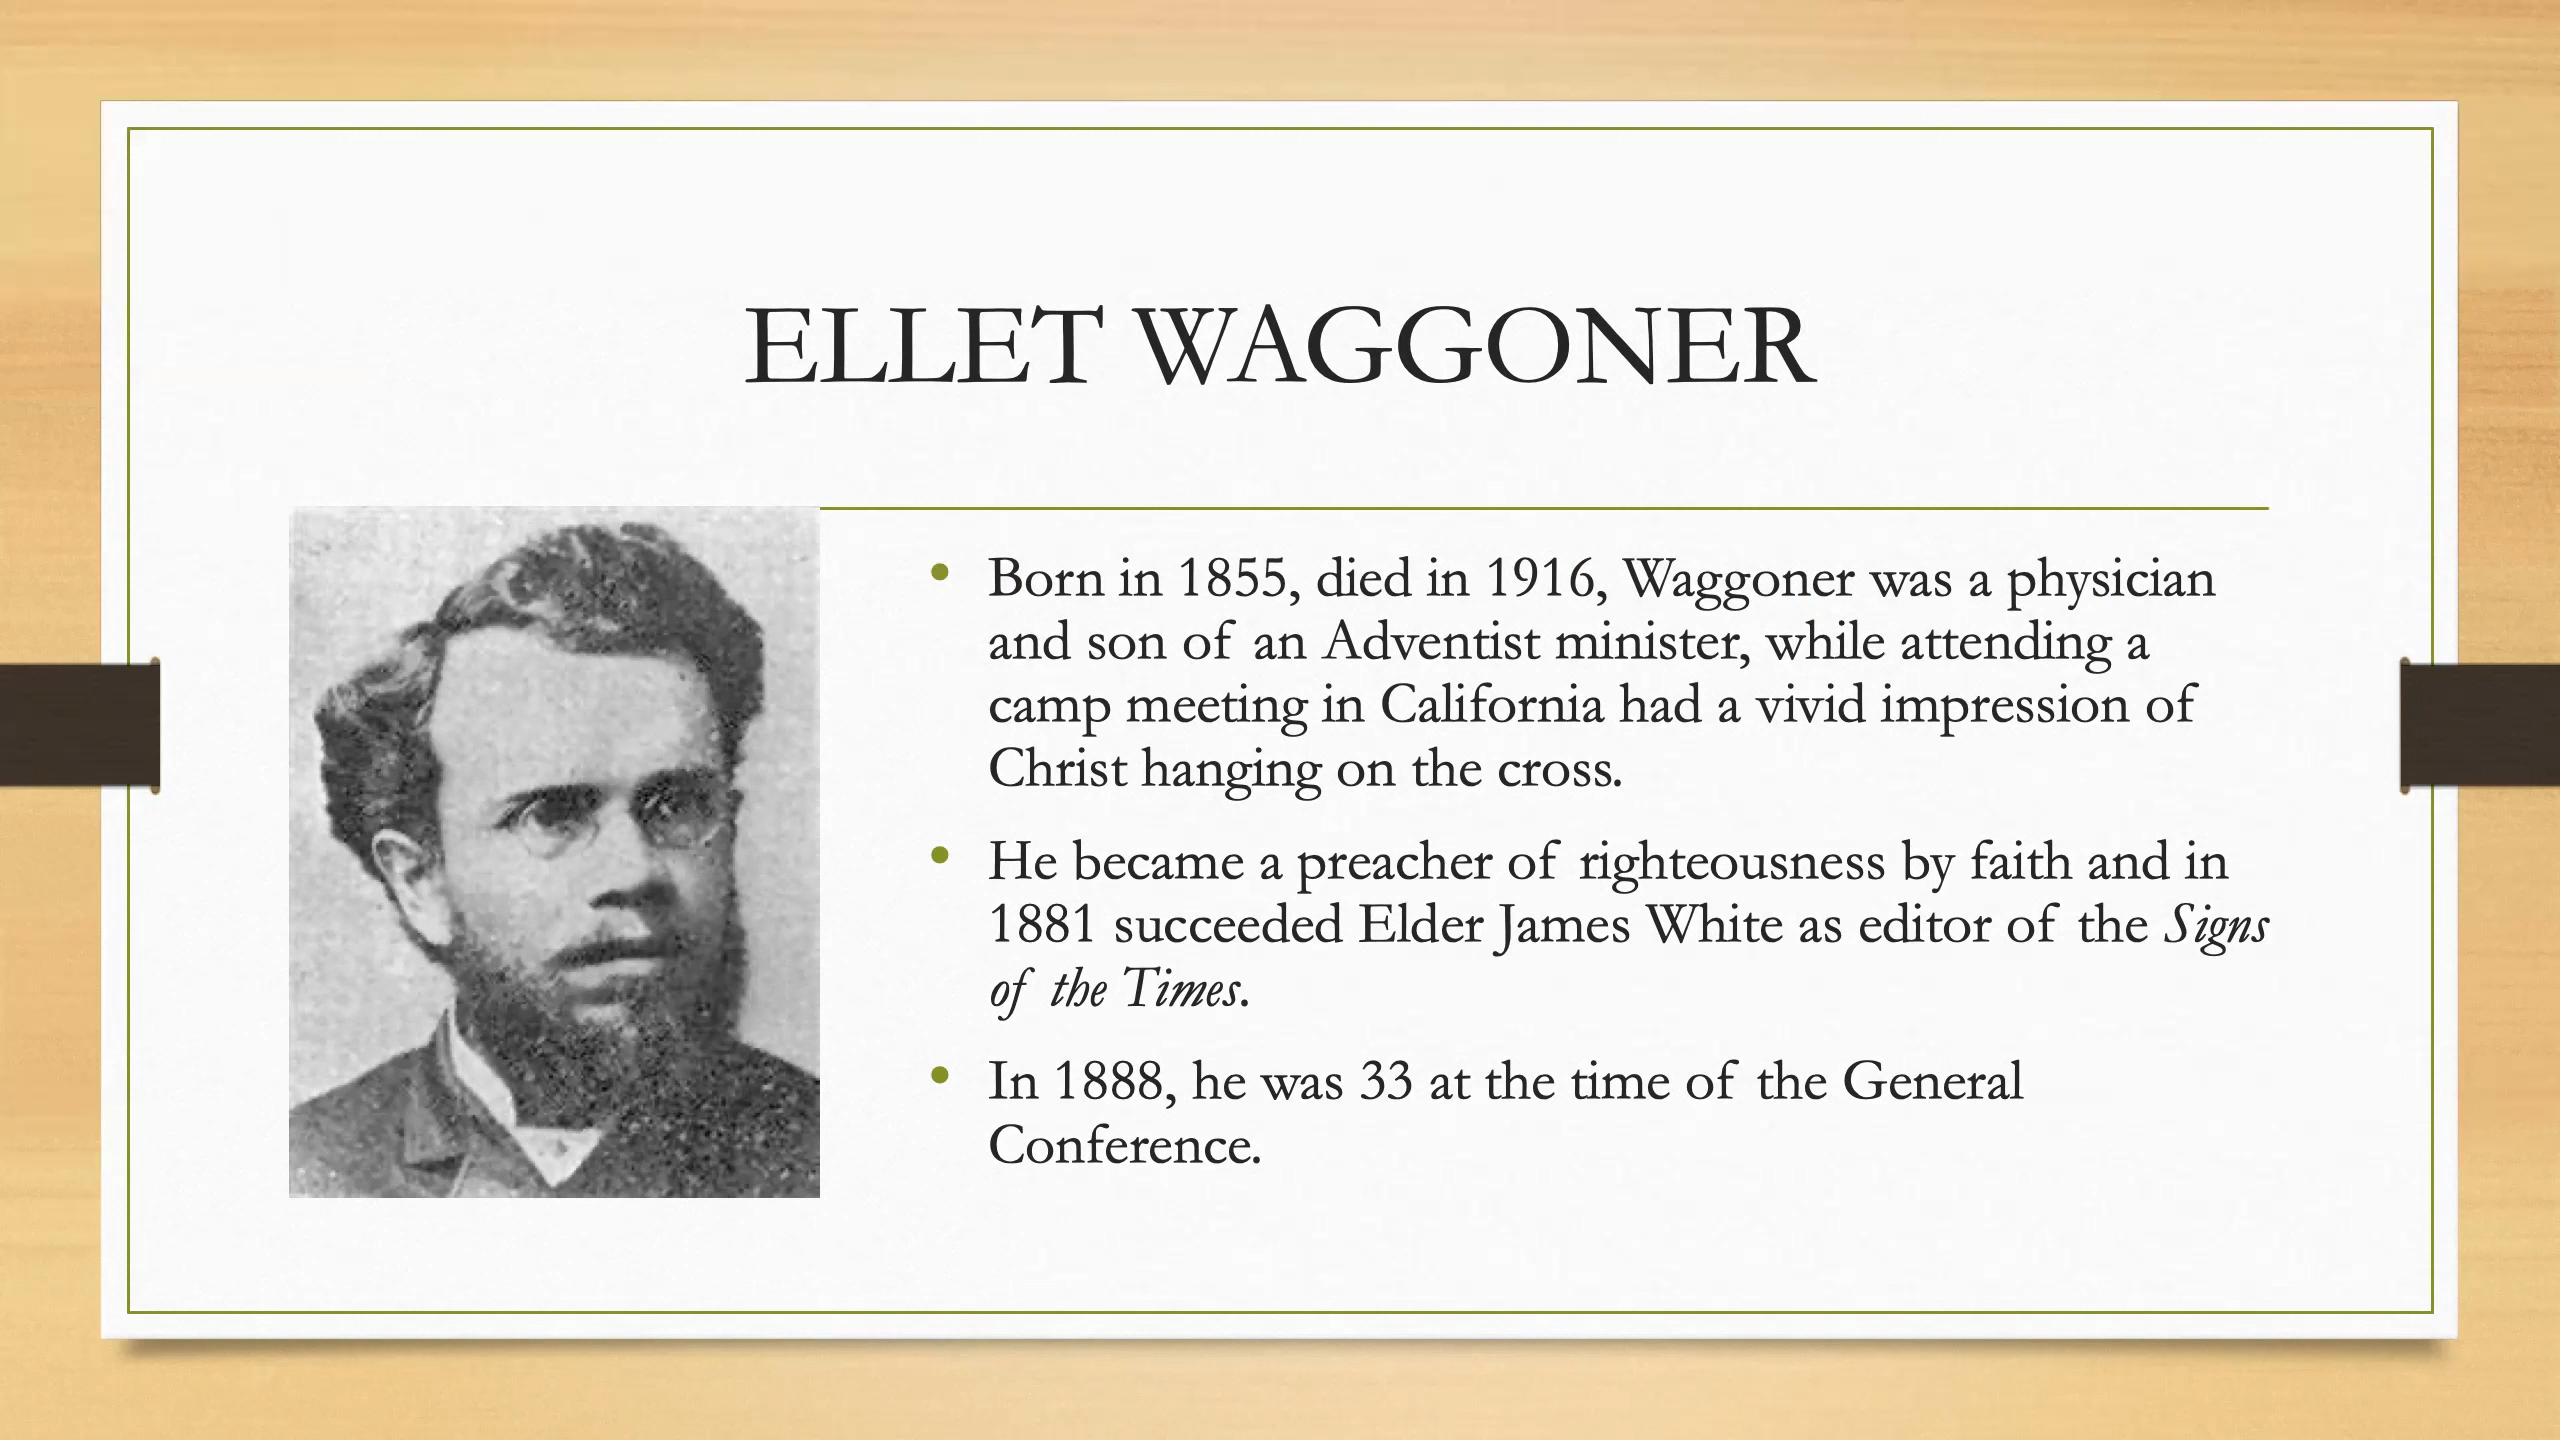 ELLET WAGGONER
• Born in 1855, died in 1916, Waggoner was a physician
and son of an Adventist minister, while attending a
camp meeting in California had a vivid impression of
Christ hanging on the cross.
• He became a preacher of righteousness by faith and in
1881 succeeded Elder James White as editor of the Signs
of the Times.
• In 1888, he was 33 at the time of the General
Conference.